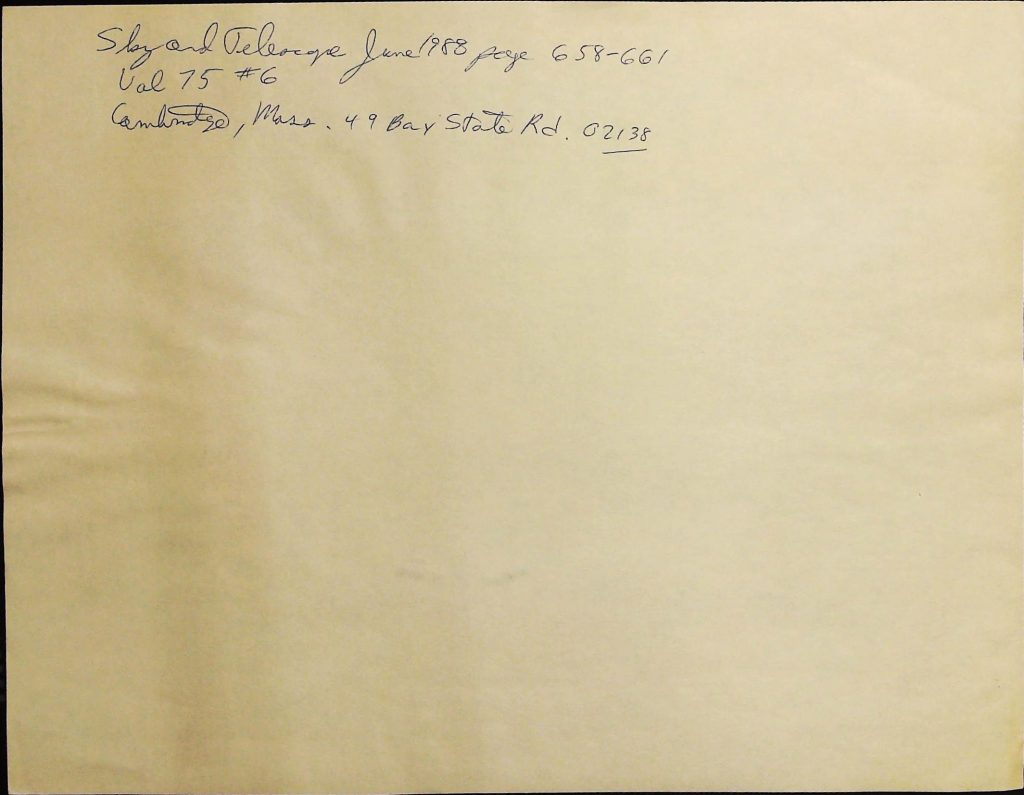 Sky and Telescope June 1988 page 658-661
Vol 75 #6
Cambridge, Mass. 49 Bay State Rd. 02138